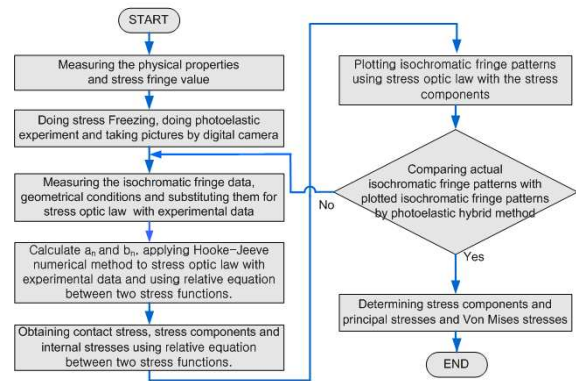 START
Measuring the physical properties
and stress fringe value
Doing stress Freezing, doing photoelastic
experiment and taking pictures by digital camera
Measuring the isochromatic fringe data,
geometrical conditions and substituting them for
stress optic law with experimental data
Calculate an and bn, applying Hooke-Jeeve
numerical method to stress optic law with
experimental data and using relative equation
between two stress functions.
Obtaining contact stress, stress components and
internal stresses using relative equation
between two stress functions.
Plotting isochromatic fringe patterns
using stress optic law with the stress
components
Comparing actual
isochromatic fringe patterns with
plotted isochromatic fringe patterns
by photoelastic hybrid method
No
Yes
Determining stress components and
principal stresses and Von Mises stresses
END